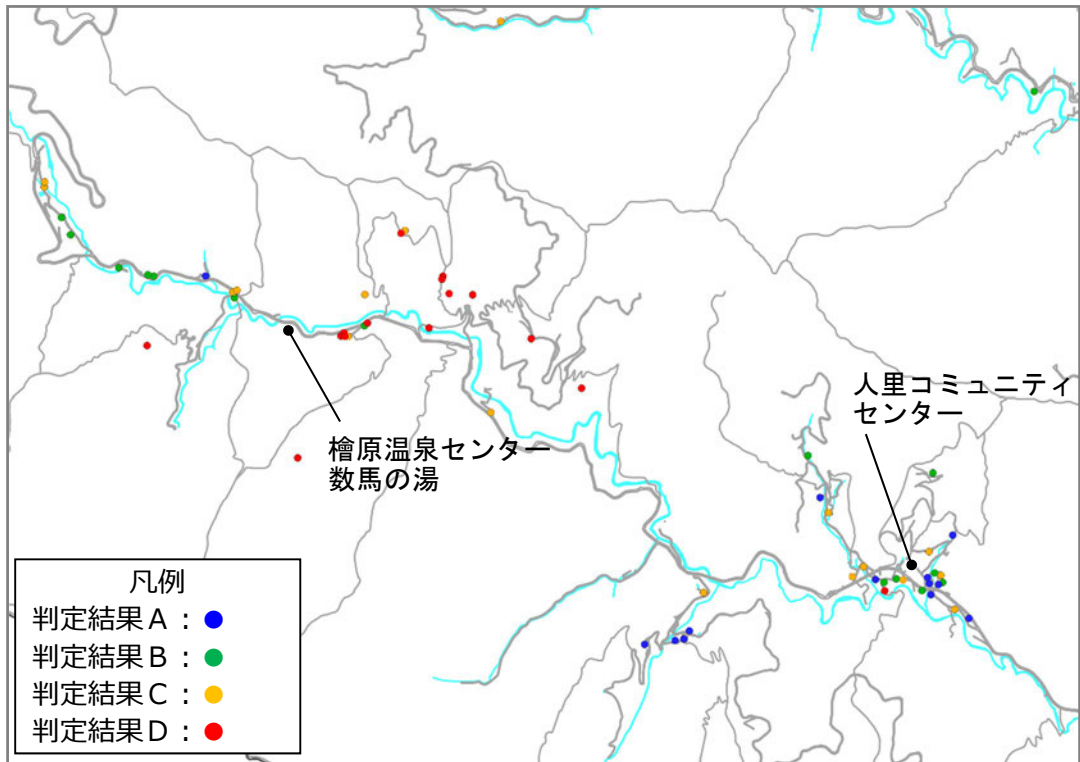 人里コミュニティ
センター
檜原温泉センター
数馬の湯
凡例
判定結果A：
判定結果B：
判定結果C：
判定結果D：